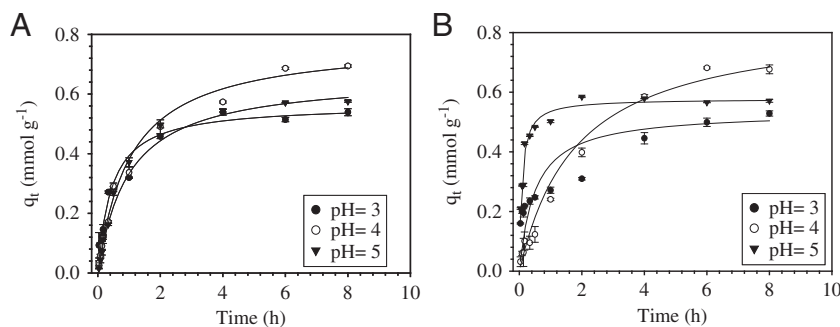 A
0.8
0.6
0.4
0.2
0.0
q_t (mmol g⁻¹)
0 2 4 6 8 10
Time (h)
pH= 3
pH= 4
pH= 5
B
0.8
0.6
0.4
0.2
0.0
q_t (mmol g⁻¹)
0 2 4 6 8 10
Time (h)
pH= 3
pH= 4
pH= 5